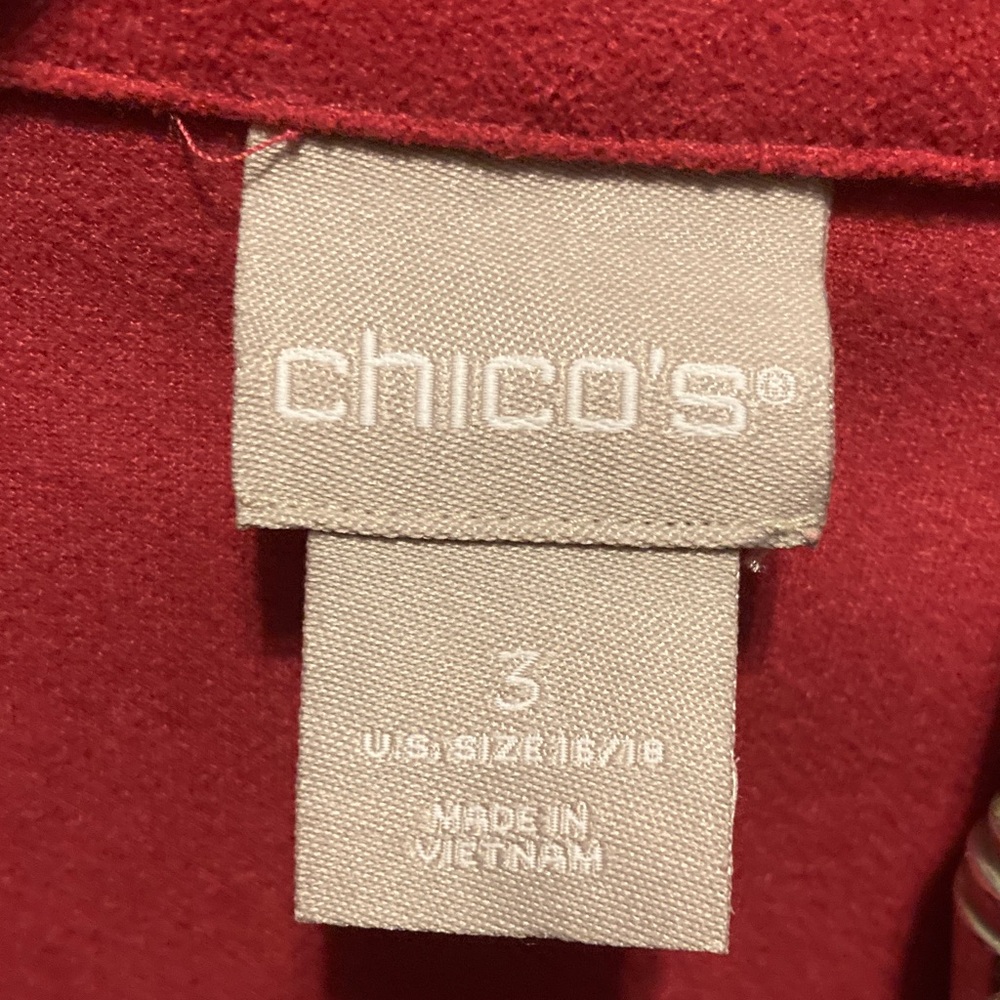 chico's®
3
U.S. SIZE 16/18
MADE IN
VIETNAM